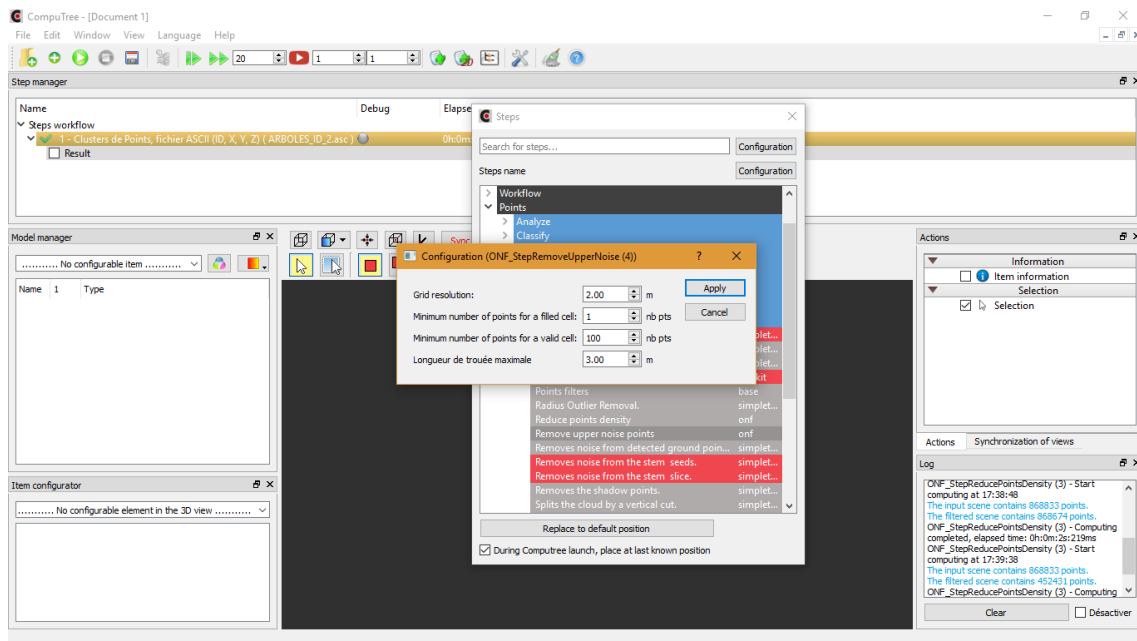 CompuTree - [Document 1]
File Edit Window View Language Help
20 1 1
Step manager
Name Debug Elapse
Steps workflow
1 - Clusters de Points, fichier ASCII (ID, X, Y, Z) ( ARBOLES_ID_2.asc ) 0h:0m
Result
Steps
Search for steps... Configuration
Steps name Configuration
Workflow
Points
Analyze
Classify
Model manager
Sync
........... No configurable item ...........
Name 1 Type
Configuration (ONF_StepRemoveUpperNoise (4)) ?
Grid resolution: 2.00 m Apply
Minimum number of points for a filled cell: 1 nb pts Cancel
Minimum number of points for a valid cell: 100 nb pts
Longueur de trouée maximale 3.00 m
Points filters base
Radius Outlier Removal. simplet...
Reduce points density onf
Remove upper noise points onf
Removes noise from detected ground poin... simplet...
Removes noise from the stem seeds. simplet...
Removes noise from the stem slice. simplet...
Removes the shadow points. simplet...
Splits the cloud by a vertical cut. simplet...
Replace to default position
During Computree launch, place at last known position
Item configurator
........... No configurable element in the 3D view ...........
Actions
Information
Item information
Selection
Selection
Actions Synchronization of views
Log
ONF_StepReducePointsDensity (3) - Start
computing at 17:38:48
The input scene contains 868833 points.
The filtered scene contains 868674 points.
ONF_StepReducePointsDensity (3) - Computing
completed, elapsed time: 0h:0m:2s:219ms
ONF_StepReducePointsDensity (3) - Start
computing at 17:39:38
The input scene contains 868833 points.
The filtered scene contains 452431 points.
ONF_StepReducePointsDensity (3) - Computing
Clear Désactiver